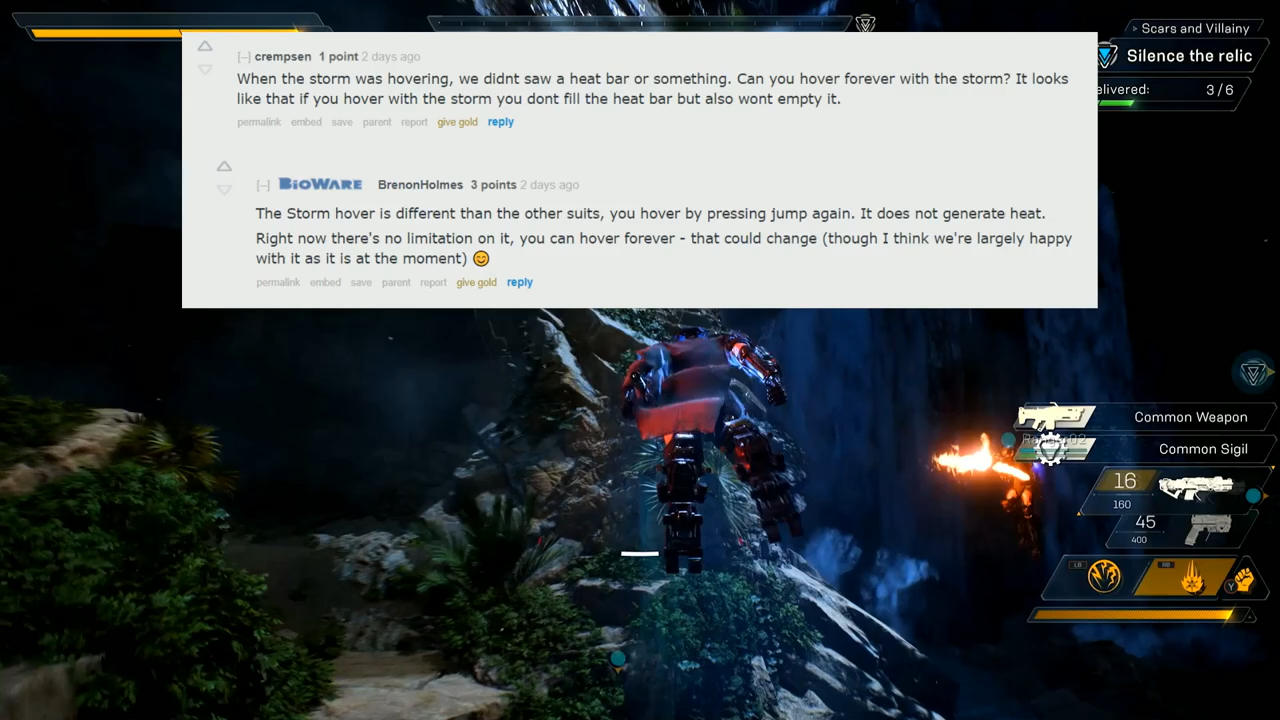 N
> Scars and Villainy
Silence the relic
elivered: 3/6
[–] crempsen 1 point 2 days ago
When the storm was hovering, we didnt saw a heat bar or something. Can you hover forever with the storm? It looks
like that if you hover with the storm you dont fill the heat bar but also wont empty it.
permalink embed save parent report give gold reply
[–] BIOWARE BrenonHolmes 3 points 2 days ago
The Storm hover is different than the other suits, you hover by pressing jump again. It does not generate heat.
Right now there's no limitation on it, you can hover forever - that could change (though I think we're largely happy
with it as it is at the moment) 😊
permalink embed save parent report give gold reply
Common Weapon
Common Sigil
16
160
45
400
LB
RB
Y